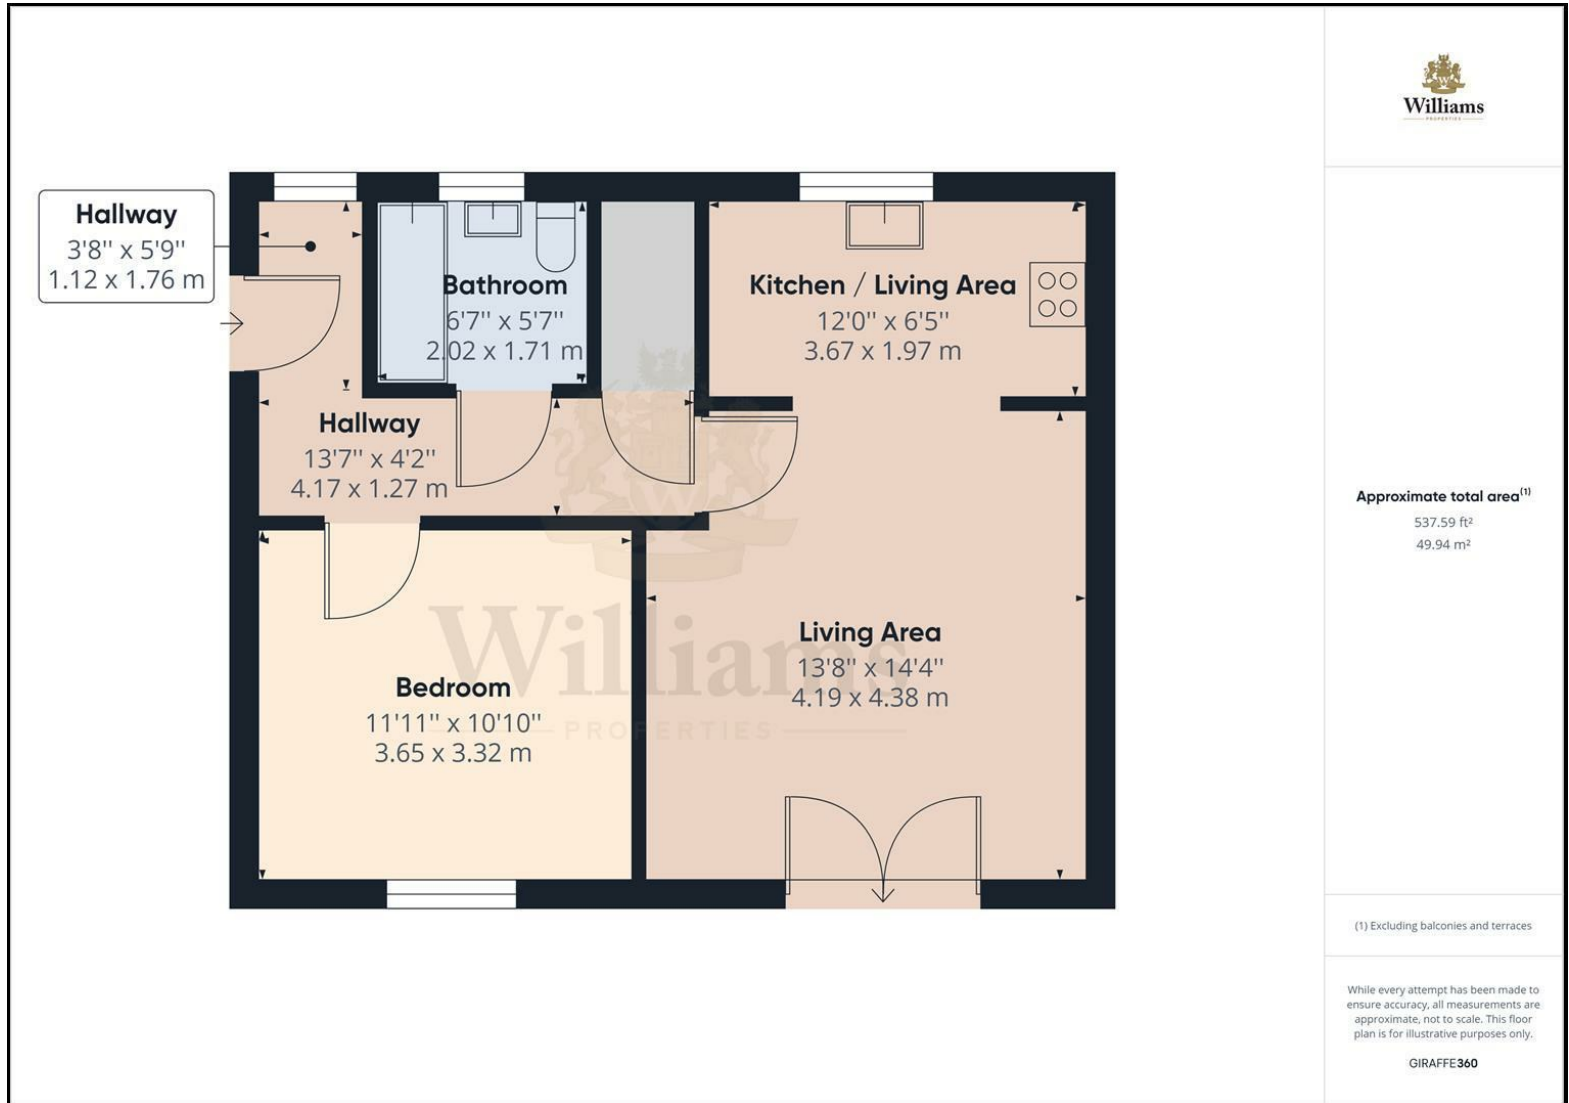 Hallway
3'8'' x 5'9''
1.12 x 1.76 m
Bathroom
6'7'' x 5'7''
2.02 x 1.71 m
Kitchen / Living Area
12'0'' x 6'5''
3.67 x 1.97 m
Hallway
13'7'' x 4'2''
4.17 x 1.27 m
Bedroom
11'11'' x 10'10''
3.65 x 3.32 m
Living Area
13'8'' x 14'4''
4.19 x 4.38 m
W
Williams
PROPERTIES
W
Williams
PROPERTIES
Approximate total area(1)
537.59 ft²
49.94 m²
(1) Excluding balconies and terraces
While every attempt has been made to
ensure accuracy, all measurements are
approximate, not to scale. This floor
plan is for illustrative purposes only.
GIRAFFE360